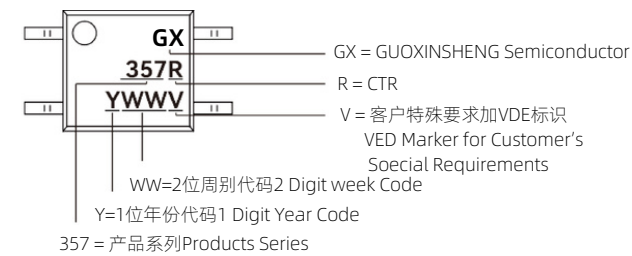 GX
GX = GUOXINSHENG Semiconductor
357R
R = CTR
YWWV
V = 客户特殊要求加VDE标识
VED Marker for Customer's
Soecial Requirements
WW=2位周别代码2 Digit week Code
Y=1位年份代码1 Digit Year Code
357 = 产品系列Products Series